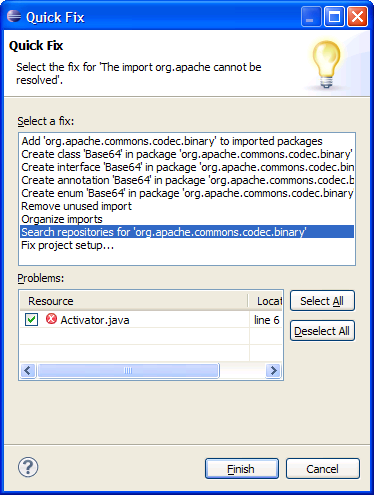 Quick Fix
Quick Fix
Select the fix for 'The import org.apache cannot be
resolved'.
Select a fix:
Add 'org.apache.commons.codec.binary' to imported packages
Create class 'Base64' in package 'org.apache.commons.codec.binary'
Create interface 'Base64' in package 'org.apache.commons.codec.binary'
Create annotation 'Base64' in package 'org.apache.commons.codec.b
Create enum 'Base64' in package 'org.apache.commons.codec.binary'
Remove unused import
Organize imports
Search repositories for 'org.apache.commons.codec.binary'
Fix project setup...
Problems:
Resource Locat
Activator.java line 6
Select All
Deselect All
? Finish Cancel